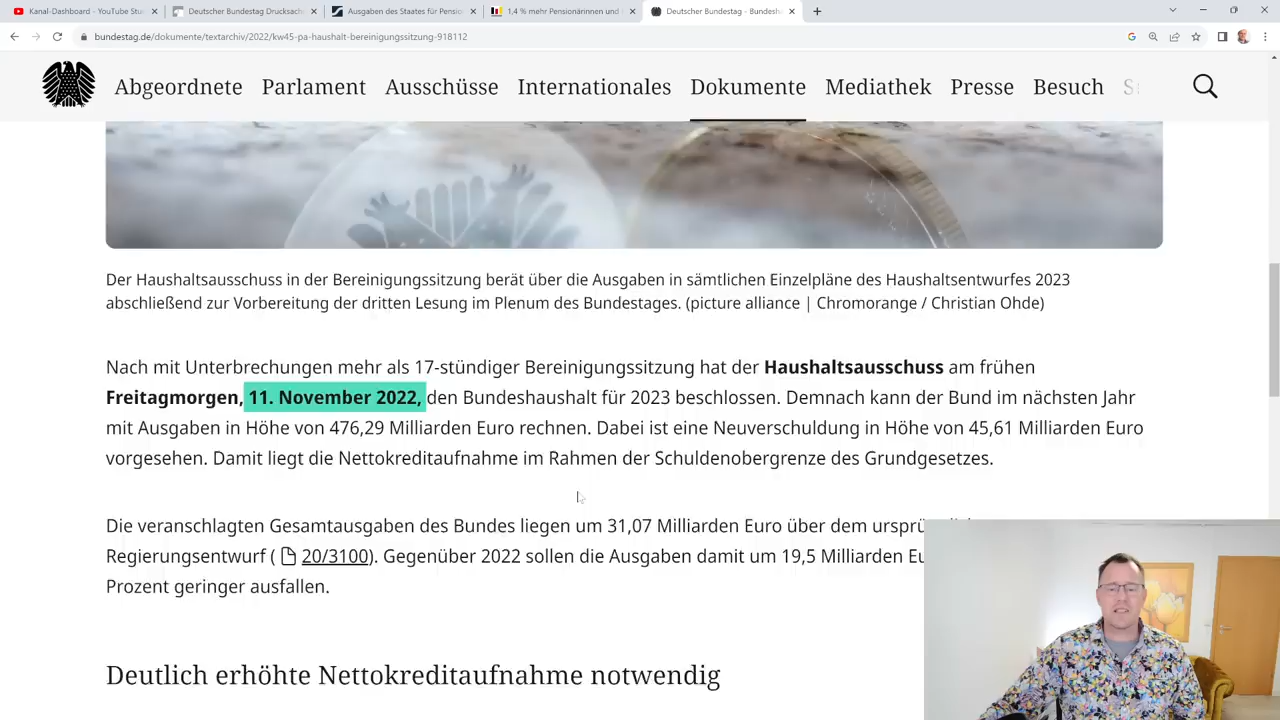 Kanal-Dashboard - YouTube Stu
Deutscher Bundestag Drucksach
Ausgaben des Staates für Pensio
1,4 % mehr Pensionärinnen und
Deutscher Bundestag - Bundesha
bundestag.de/dokumente/textarchiv/2022/kw45-pa-haushalt-bereinigungssitzung-918112
Abgeordnete Parlament Ausschüsse Internationales Dokumente Mediathek Presse Besuch
Der Haushaltsausschuss in der Bereinigungssitzung berät über die Ausgaben in sämtlichen Einzelpläne des Haushaltsentwurfes 2023
abschließend zur Vorbereitung der dritten Lesung im Plenum des Bundestages. (picture alliance | Chromorange / Christian Ohde)
Nach mit Unterbrechungen mehr als 17-stündiger Bereinigungssitzung hat der Haushaltsausschuss am frühen
Freitagmorgen, 11. November 2022, den Bundeshaushalt für 2023 beschlossen. Demnach kann der Bund im nächsten Jahr
mit Ausgaben in Höhe von 476,29 Milliarden Euro rechnen. Dabei ist eine Neuverschuldung in Höhe von 45,61 Milliarden Euro
vorgesehen. Damit liegt die Nettokreditaufnahme im Rahmen der Schuldenobergrenze des Grundgesetzes.
Die veranschlagten Gesamtausgaben des Bundes liegen um 31,07 Milliarden Euro über dem
Regierungsentwurf ( 20/3100). Gegenüber 2022 sollen die Ausgaben damit um 19,5 Milliarden
Prozent geringer ausfallen.
Deutlich erhöhte Nettokreditaufnahme notwendig